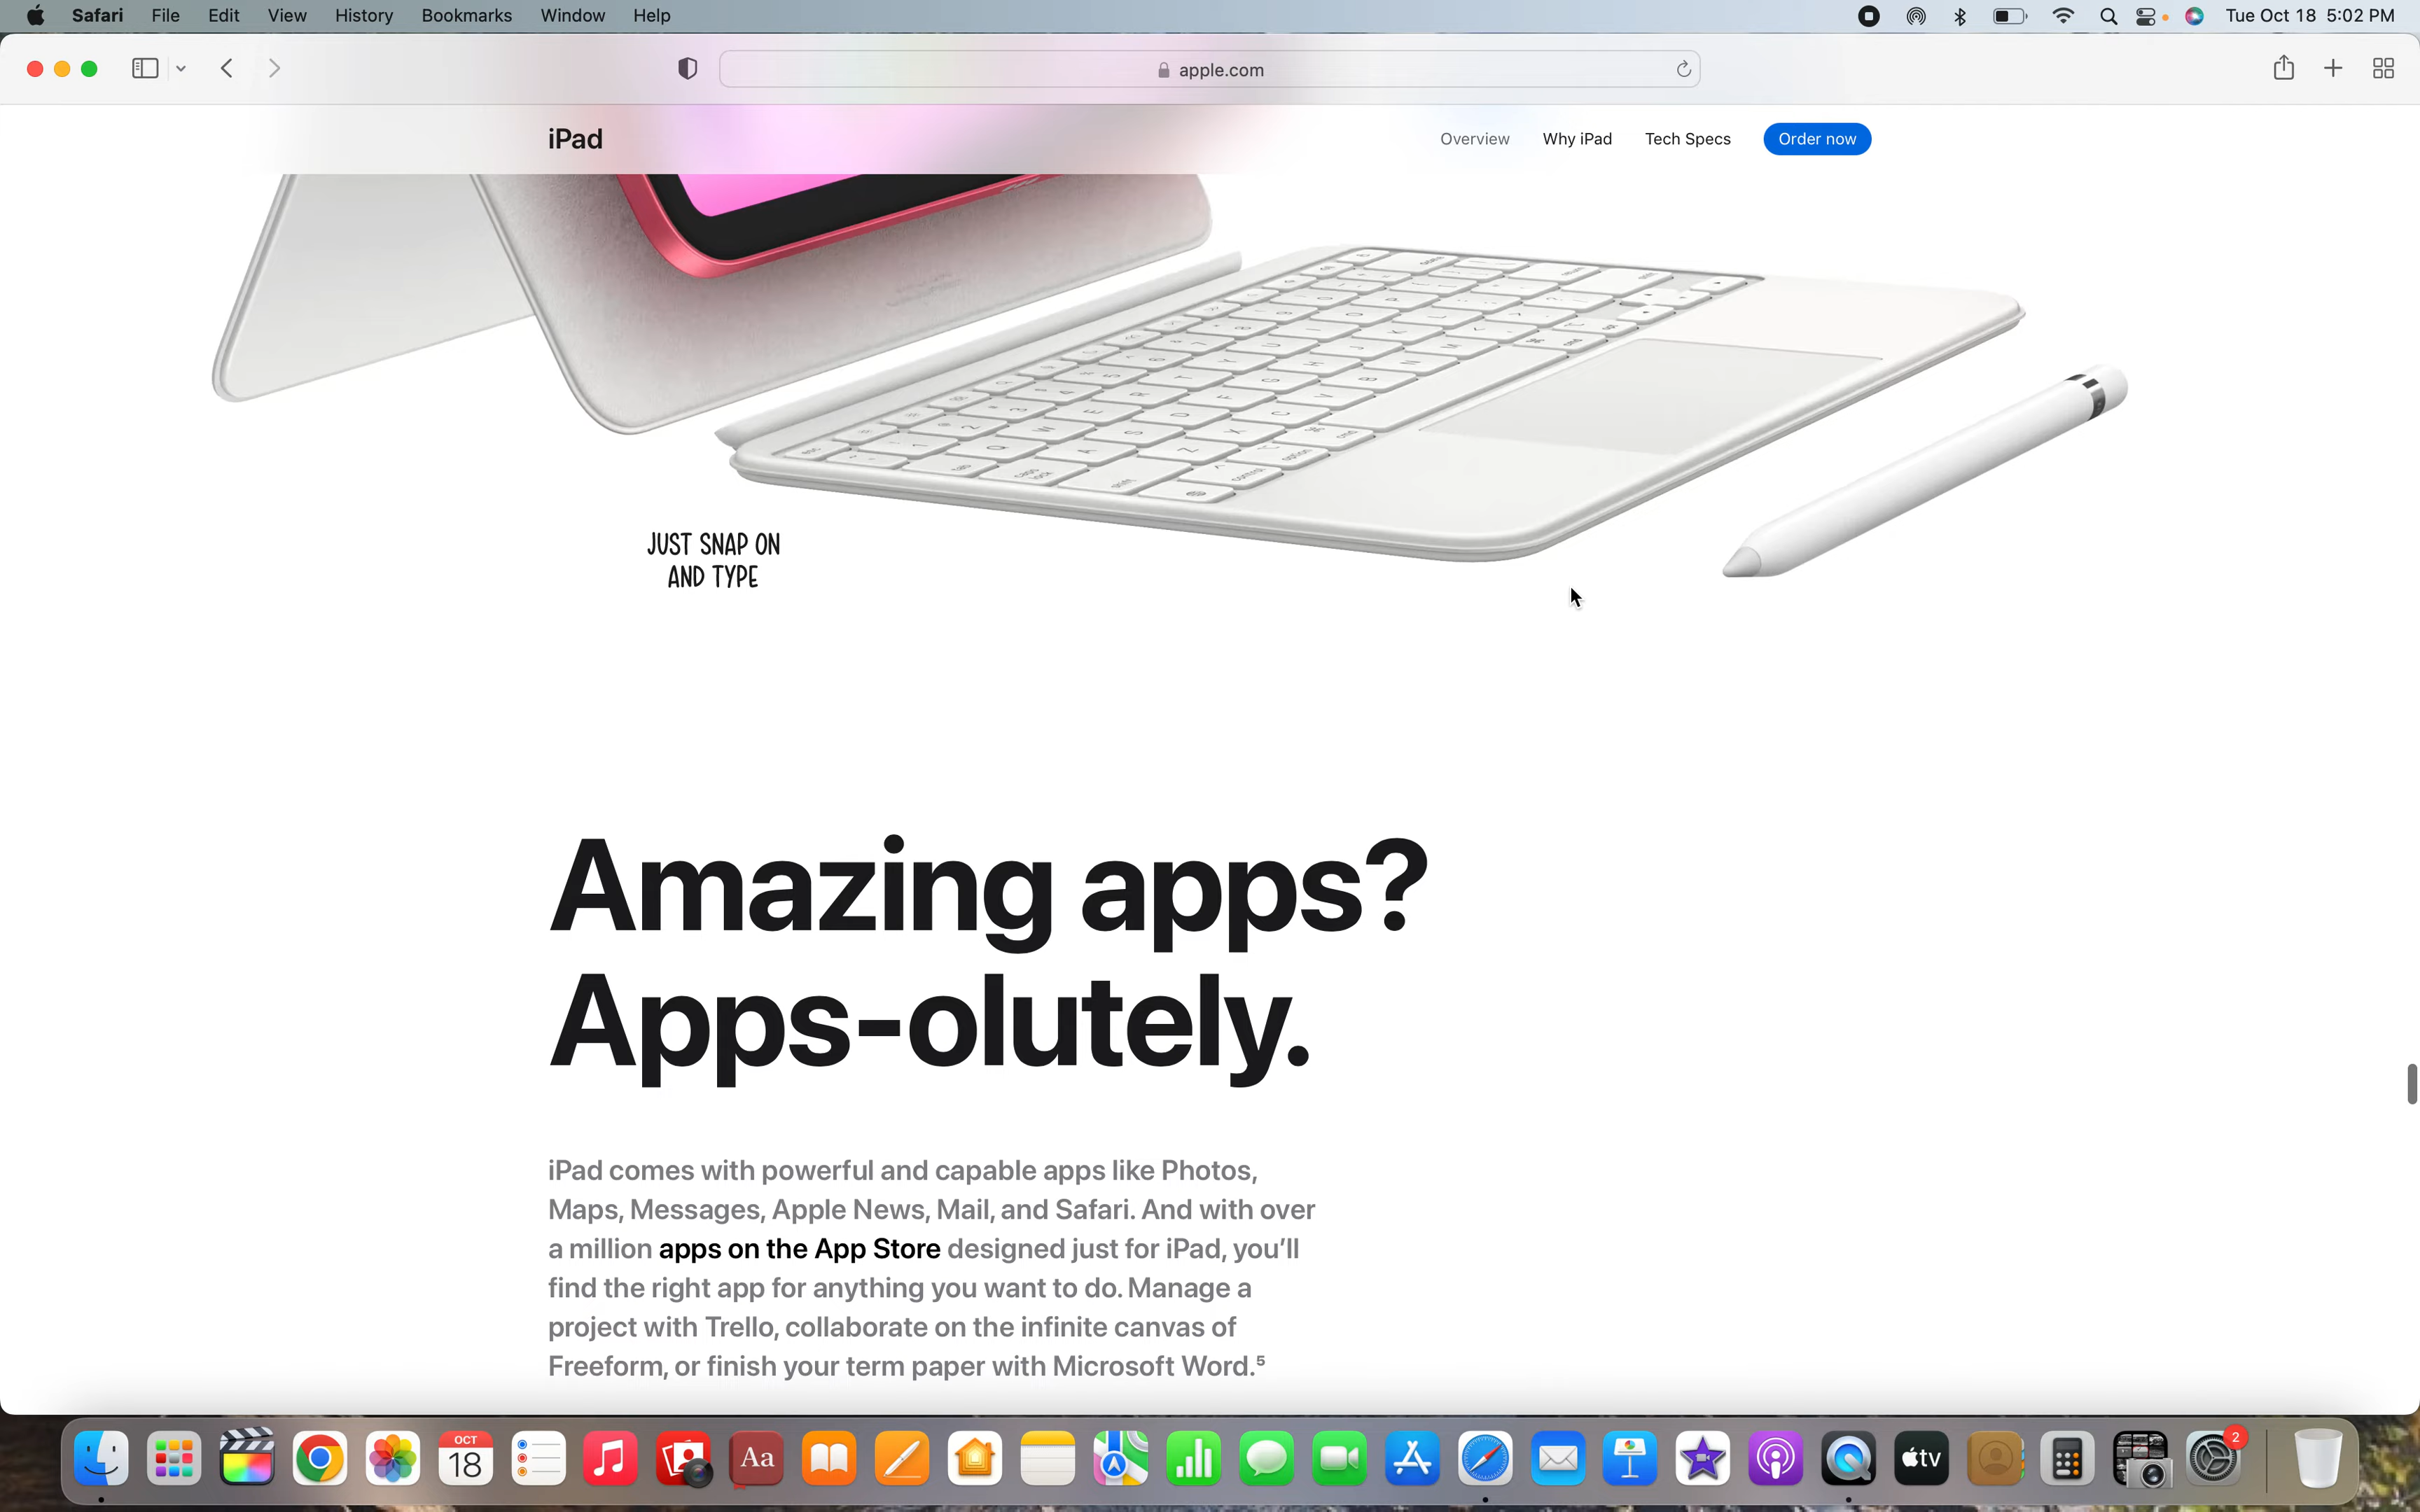 Safari File Edit View History Bookmarks Window Help
Tue Oct 18 5:02 PM
apple.com
iPad
Overview Why iPad Tech Specs Order now
JUST SNAP ON
AND TYPE
Amazing apps?
Apps-olutely.
iPad comes with powerful and capable apps like Photos,
Maps, Messages, Apple News, Mail, and Safari. And with over
a million apps on the App Store designed just for iPad, you’ll
find the right app for anything you want to do. Manage a
project with Trello, collaborate on the infinite canvas of
Freeform, or finish your term paper with Microsoft Word.⁵
OCT
18
Aa
tv
2